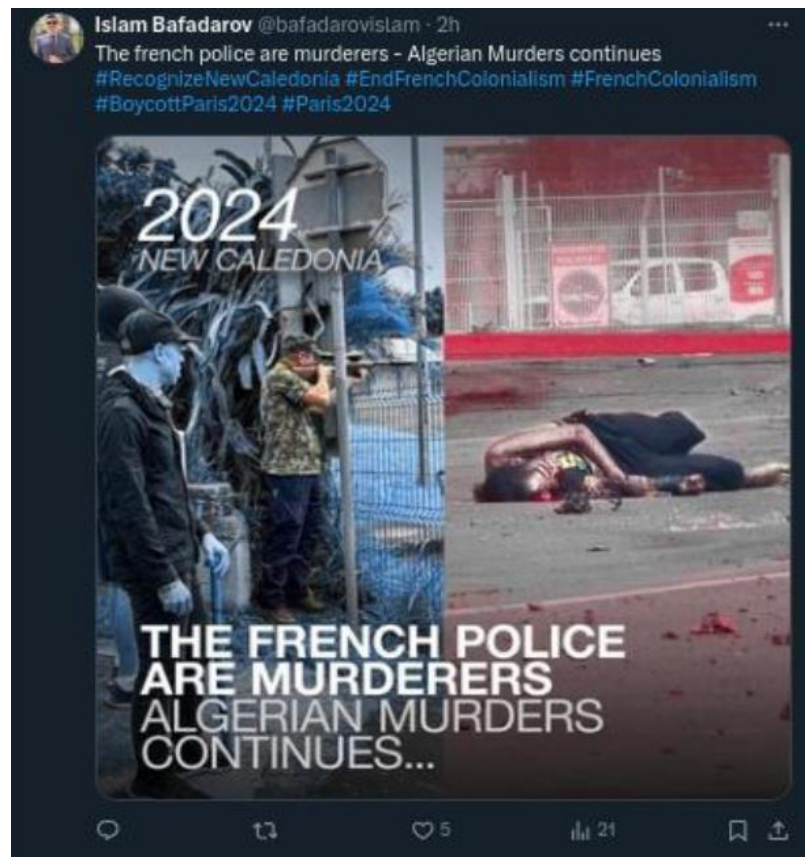 Islam Bafadarov @bafadarovislam · 2h
The french police are murderers - Algerian Murders continues
#RecognizeNewCaledonia #EndFrenchColonialism #FrenchColonialism
#BoycottParis2024 #Paris2024
2024
NEW CALEDONIA
THE FRENCH POLICE
ARE MURDERERS
ALGERIAN MURDERS
CONTINUES...
5
21